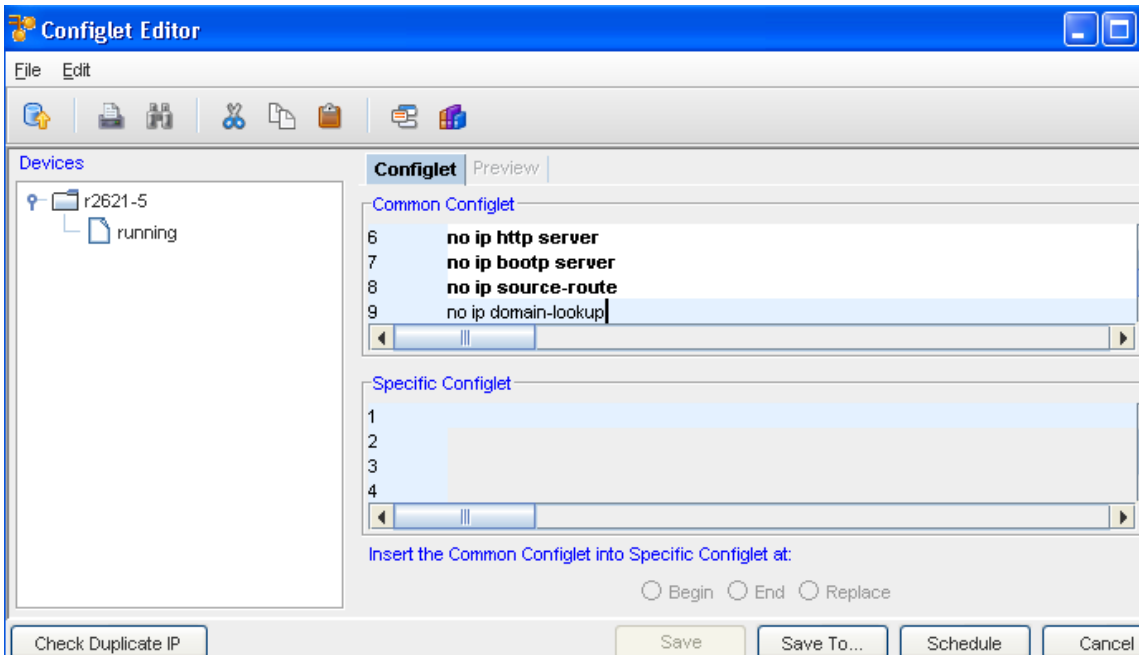 Configlet Editor
File Edit
Devices
r2621-5
running
Configlet Preview
Common Configlet
6 no ip http server
7 no ip bootp server
8 no ip source-route
9 no ip domain-lookup
Specific Configlet
1
2
3
4
Insert the Common Configlet into Specific Configlet at:
Begin End Replace
Check Duplicate IP Save Save To... Schedule Cancel